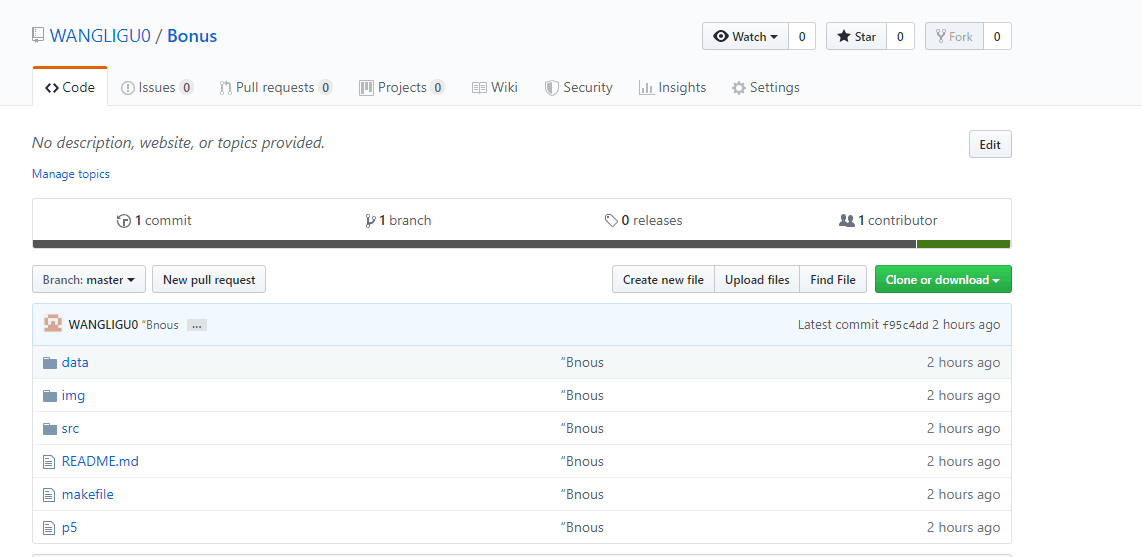 WANGLIGU0 / Bonus
Watch 0 Star 0 Fork 0
Code Issues 0 Pull requests 0 Projects 0 Wiki Security Insights Settings
No description, website, or topics provided.
Edit
Manage topics
1 commit 1 branch 0 releases 1 contributor
Branch: master New pull request Create new file Upload files Find File Clone or download
WANGLIGU0 “Bnous ... Latest commit f95c4dd 2 hours ago
data “Bnous 2 hours ago
img “Bnous 2 hours ago
src “Bnous 2 hours ago
README.md “Bnous 2 hours ago
makefile “Bnous 2 hours ago
p5 “Bnous 2 hours ago